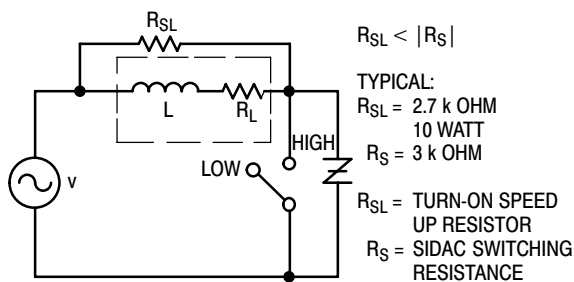 R_SL
R_SL < |R_S|
L
R_L
TYPICAL:
R_SL = 2.7 k OHM
10 WATT
R_S = 3 k OHM
HIGH
LOW
v
R_SL = TURN-ON SPEED
UP RESISTOR
R_S = SIDAC SWITCHING
RESISTANCE